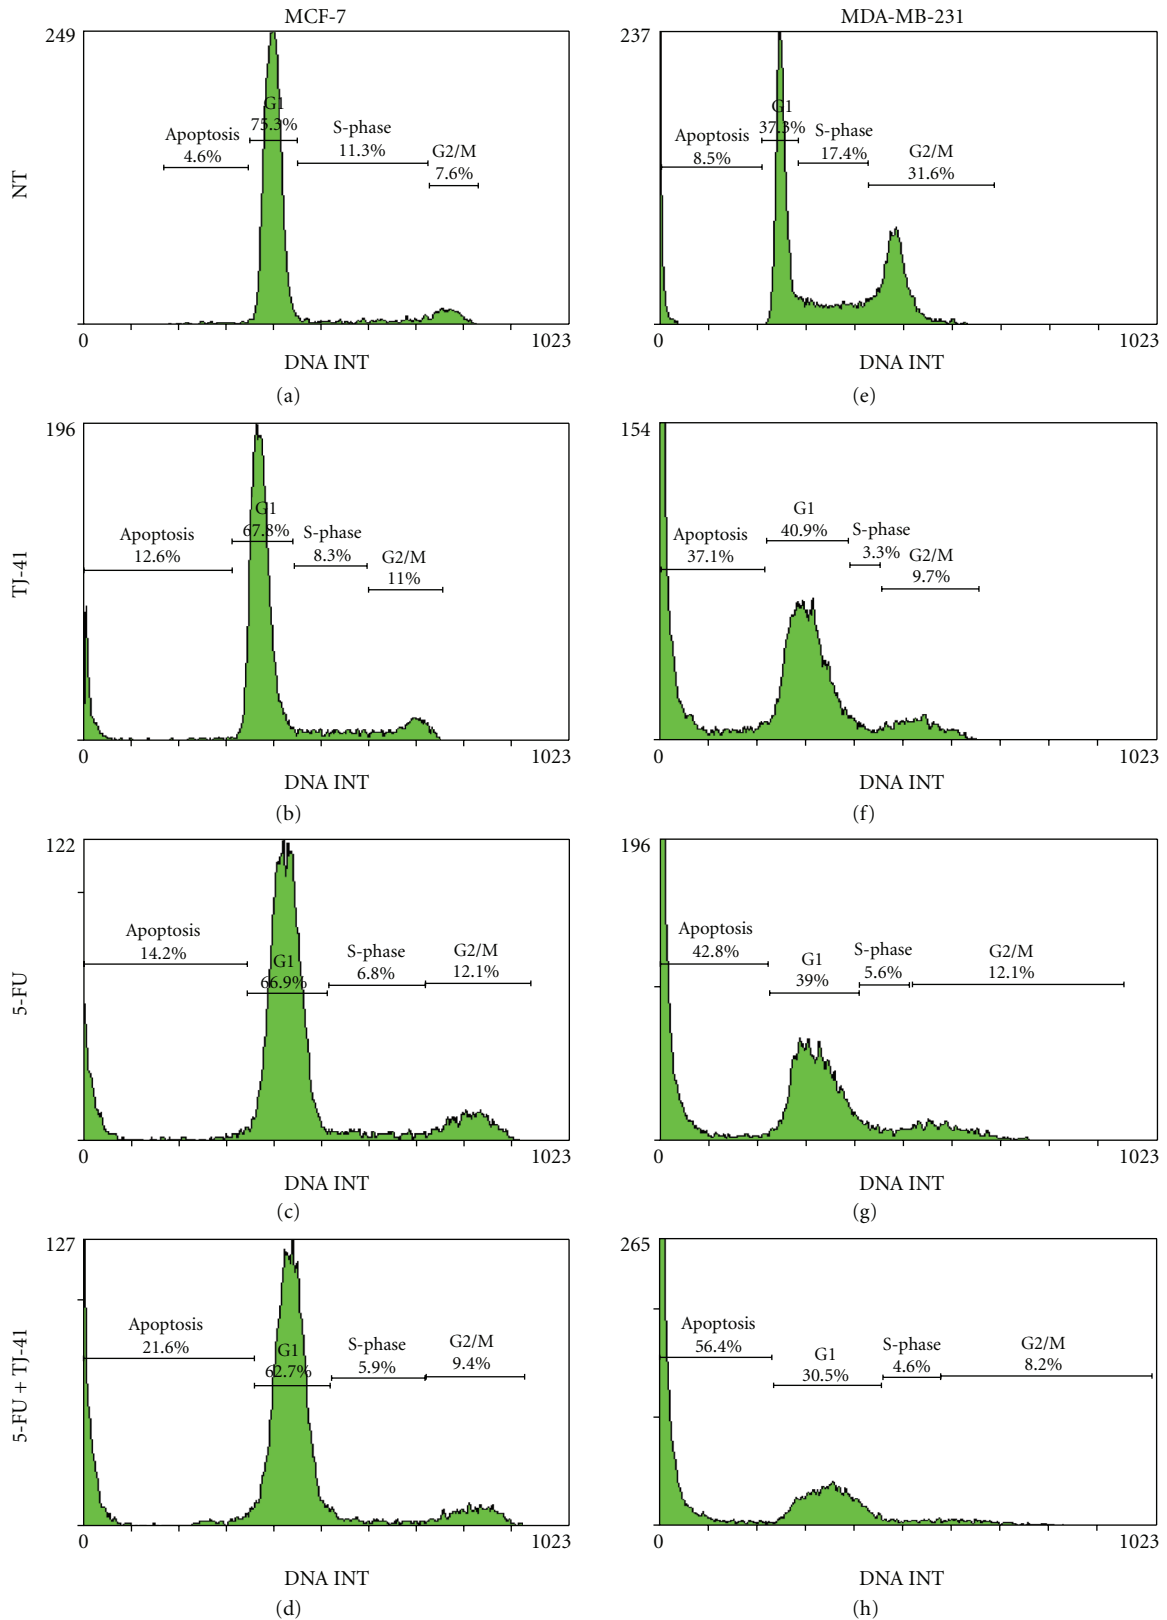 MCF-7
MDA-MB-231
NT
249
Apoptosis
4.6%
G1
75.3%
S-phase
11.3%
G2/M
7.6%
0
1023
DNA INT
(a)
237
Apoptosis
8.5%
G1
37.3%
S-phase
17.4%
G2/M
31.6%
0
1023
DNA INT
(e)
TJ-41
196
Apoptosis
12.6%
G1
67.8%
S-phase
8.3%
G2/M
11%
0
1023
DNA INT
(b)
154
Apoptosis
37.1%
G1
40.9%
S-phase
3.3%
G2/M
9.7%
0
1023
DNA INT
(f)
5-FU
122
Apoptosis
14.2%
G1
66.9%
S-phase
6.8%
G2/M
12.1%
0
1023
DNA INT
(c)
196
Apoptosis
42.8%
G1
39%
S-phase
5.6%
G2/M
12.1%
0
1023
DNA INT
(g)
5-FU + TJ-41
127
Apoptosis
21.6%
G1
62.7%
S-phase
5.9%
G2/M
9.4%
0
1023
DNA INT
(d)
265
Apoptosis
56.4%
G1
30.5%
S-phase
4.6%
G2/M
8.2%
0
1023
DNA INT
(h)